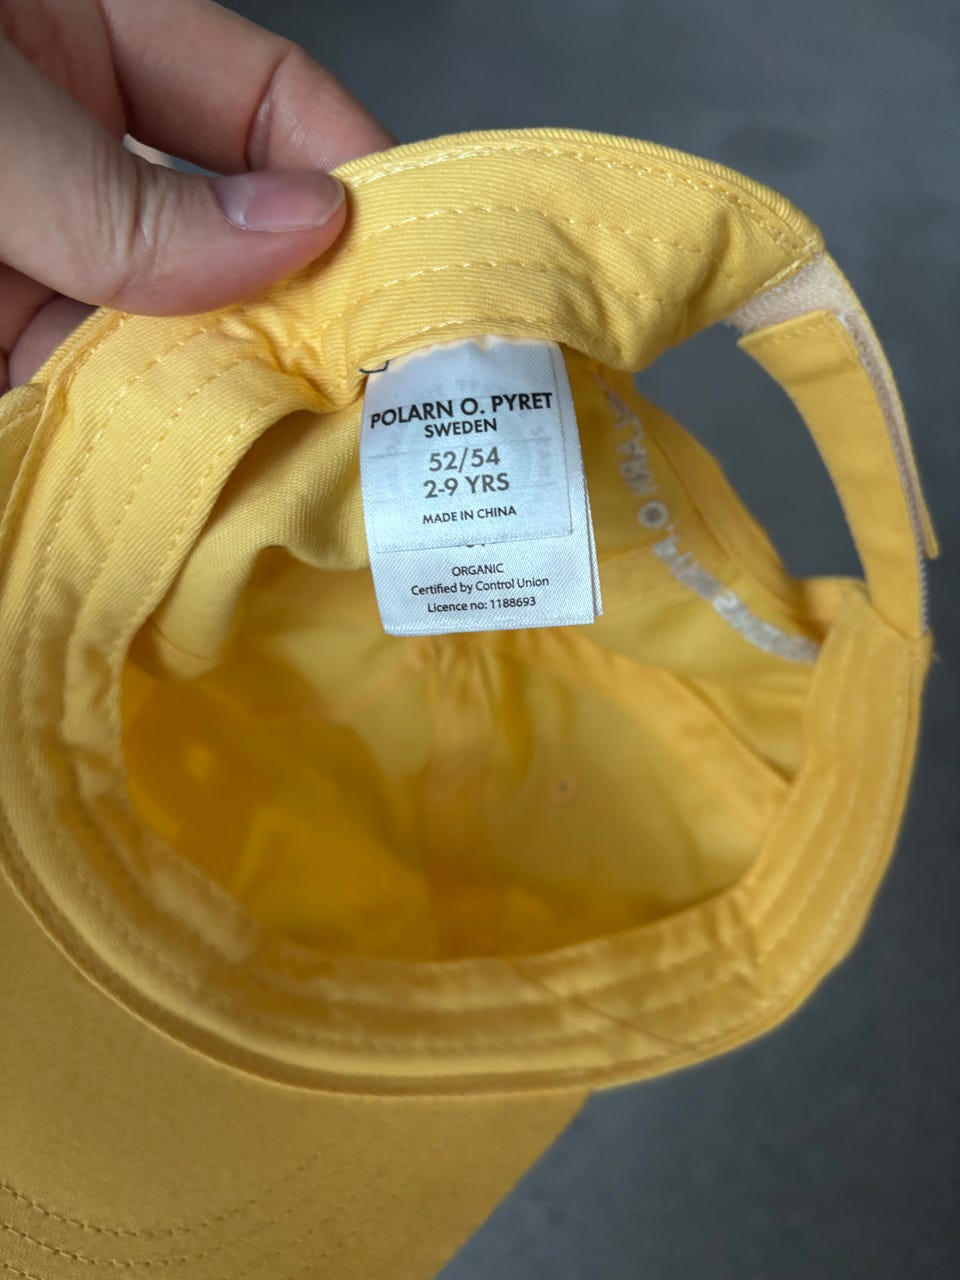 POLARN O. PYRET
SWEDEN
52/54
2-9 YRS
MADE IN CHINA
ORGANIC
Certified by Control Union
Licence no: 1188693